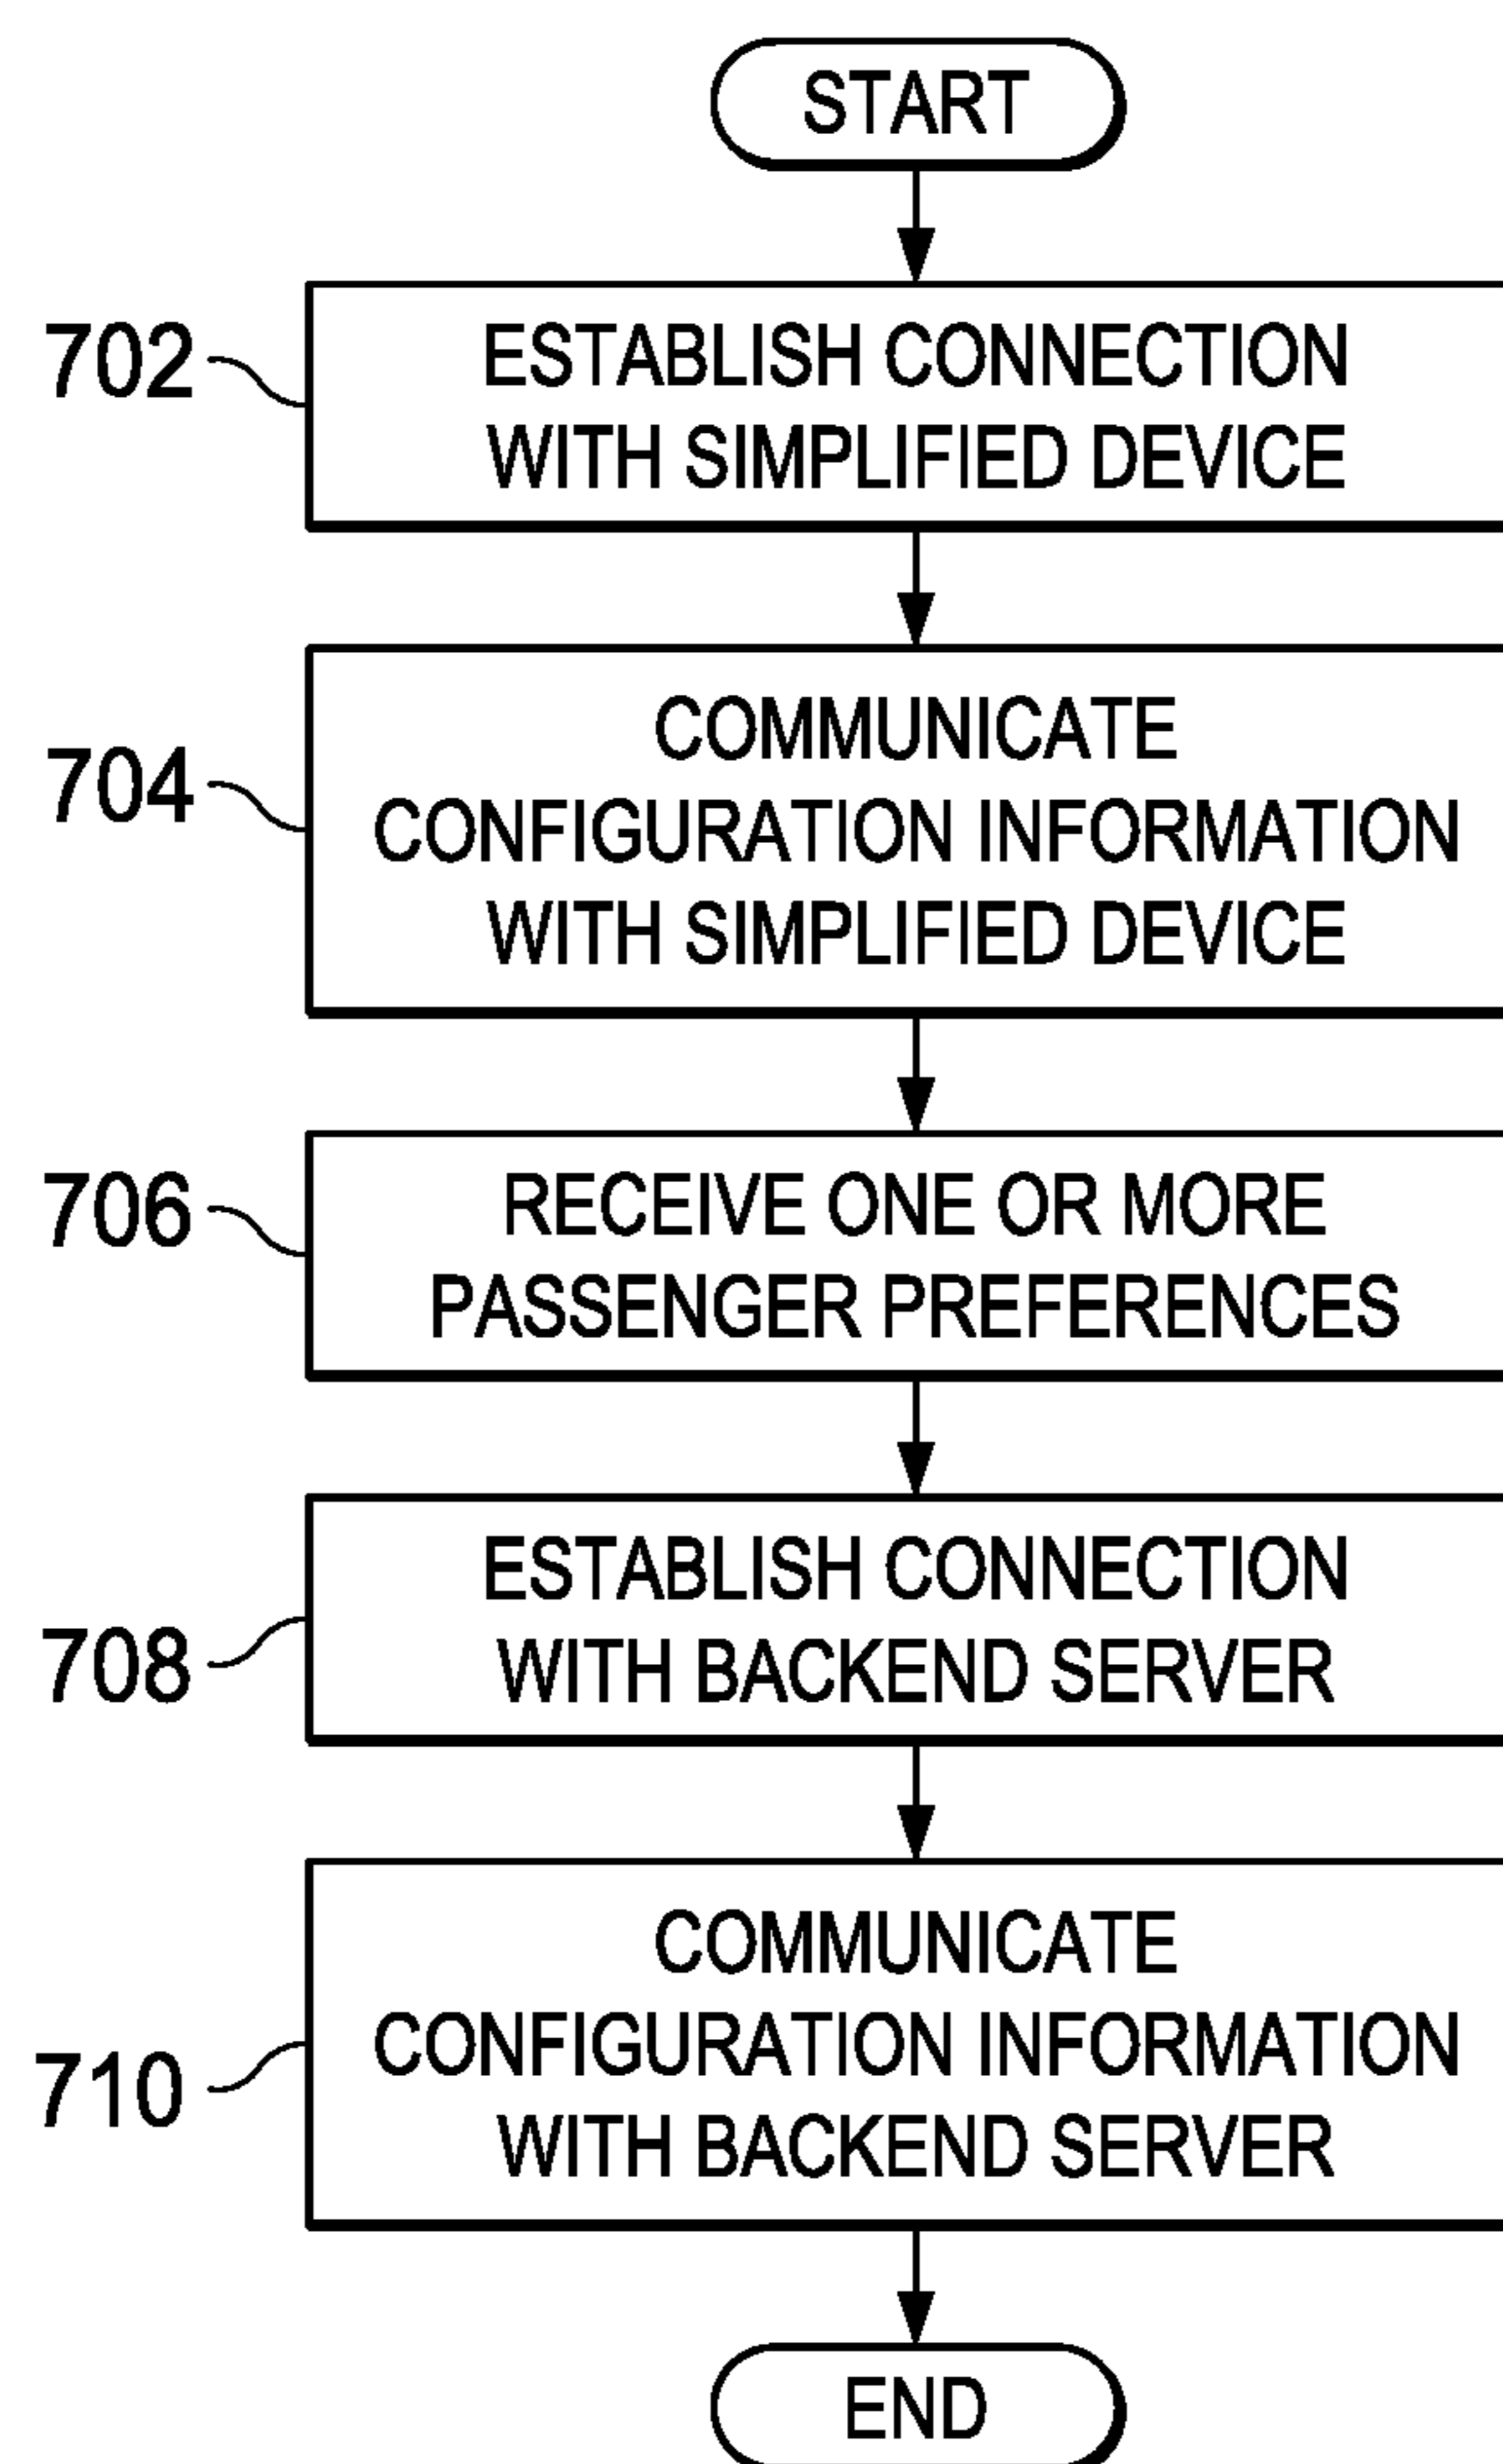 START
702
ESTABLISH CONNECTION
WITH SIMPLIFIED DEVICE
704
COMMUNICATE
CONFIGURATION INFORMATION
WITH SIMPLIFIED DEVICE
706
RECEIVE ONE OR MORE
PASSENGER PREFERENCES
708
ESTABLISH CONNECTION
WITH BACKEND SERVER
710
COMMUNICATE
CONFIGURATION INFORMATION
WITH BACKEND SERVER
END